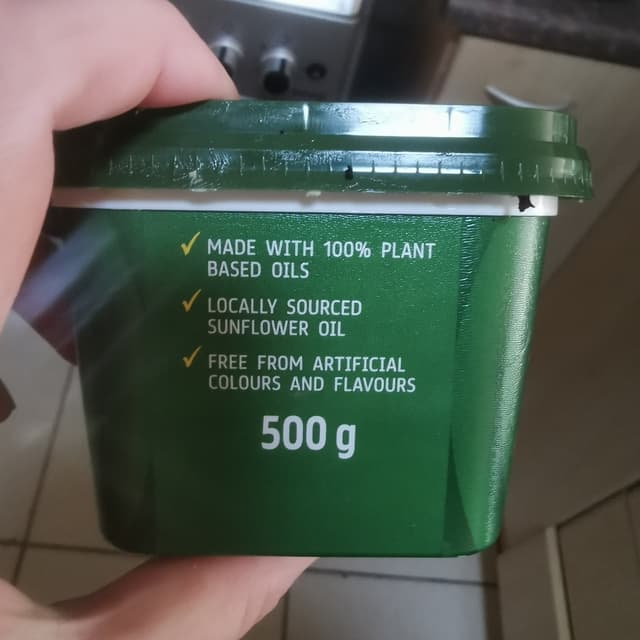 MADE WITH 100% PLANT
BASED OILS
LOCALLY SOURCED
SUNFLOWER OIL
FREE FROM ARTIFICIAL
COLOURS AND FLAVOURS
500 g